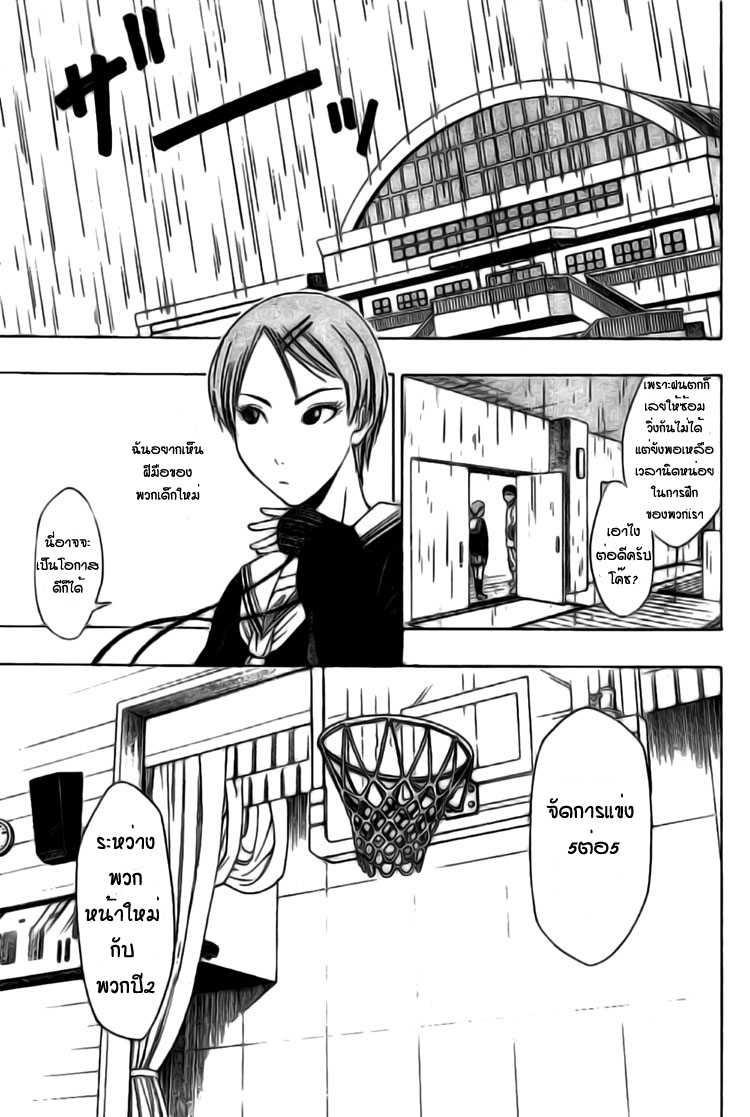 ザーッ
เพราะฝนตกก็
เลยให้ซ้อม
วิ่งกันไม่ได้
แต่ยังพอเหลือ
เวลานิดหน่อย
ในการฝึก
ของพวกเรา
เอาไง
ต่อดีครับ
โค๊ช?
ฉันอยากเห็น
ฝีมือของ
พวกเด็กใหม่
นี่อาจจะ
เป็นโอกาส
ดีก็ได้
จัดการแข่ง
5ต่อ5
ระหว่าง
พวก
หน้าใหม่
กับ
พวกปี2